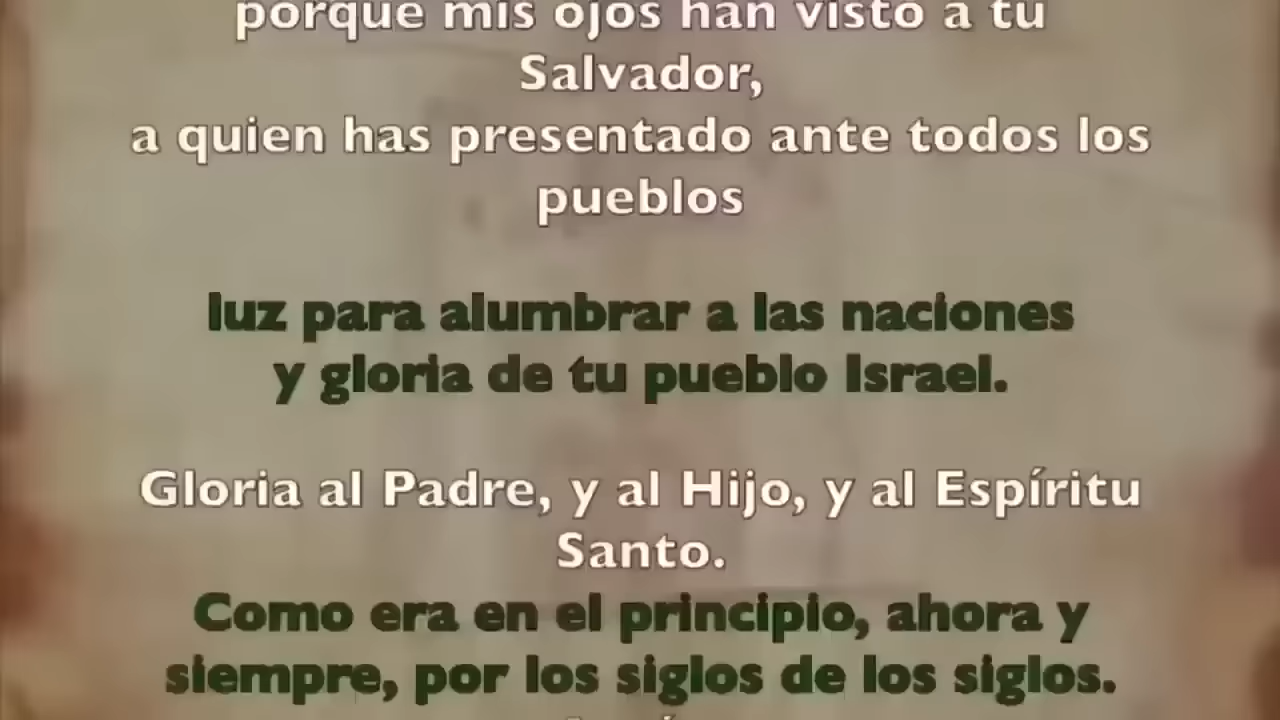 porque mis ojos han visto a tu
Salvador,
a quien has presentado ante todos los
pueblos
luz para alumbrar a las naciones
y gloria de tu pueblo Israel.
Gloria al Padre, y al Hijo, y al Espíritu
Santo.
Como era en el principio, ahora y
siempre, por los siglos de los siglos.